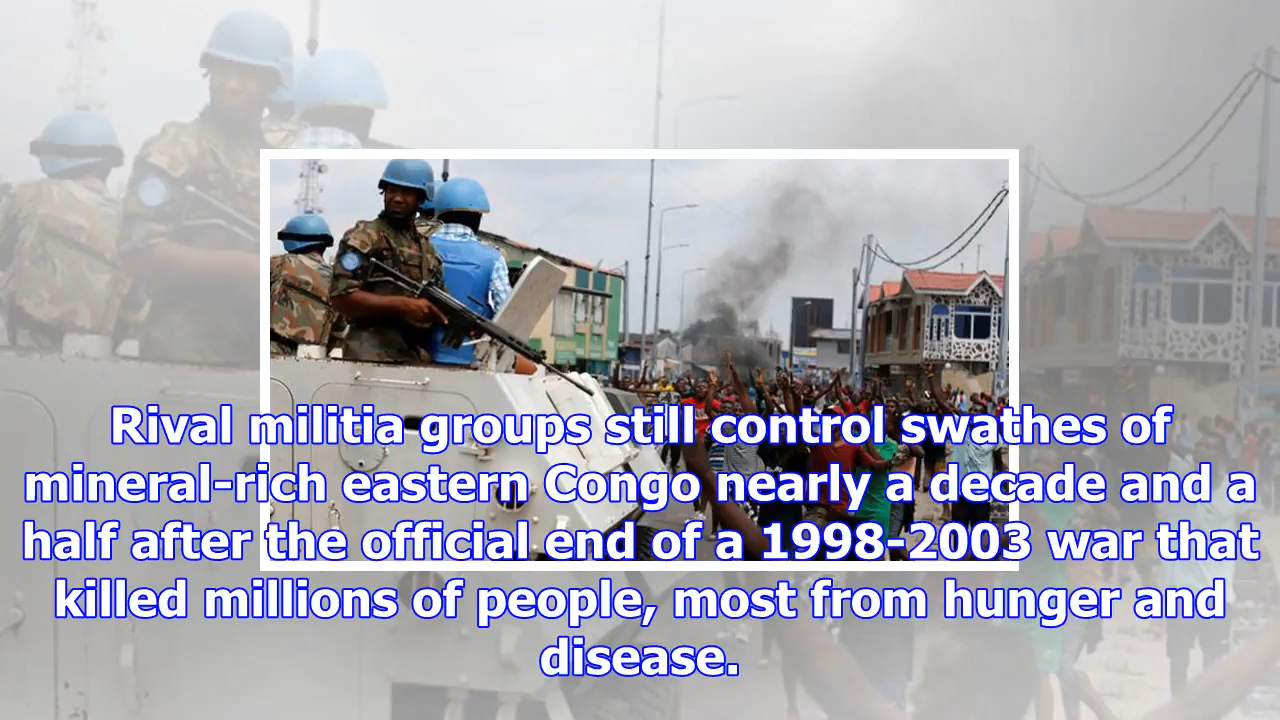 Rival militia groups still control swathes of
mineral-rich eastern Congo nearly a decade and a
half after the official end of a 1998-2003 war that
killed millions of people, most from hunger and
disease.